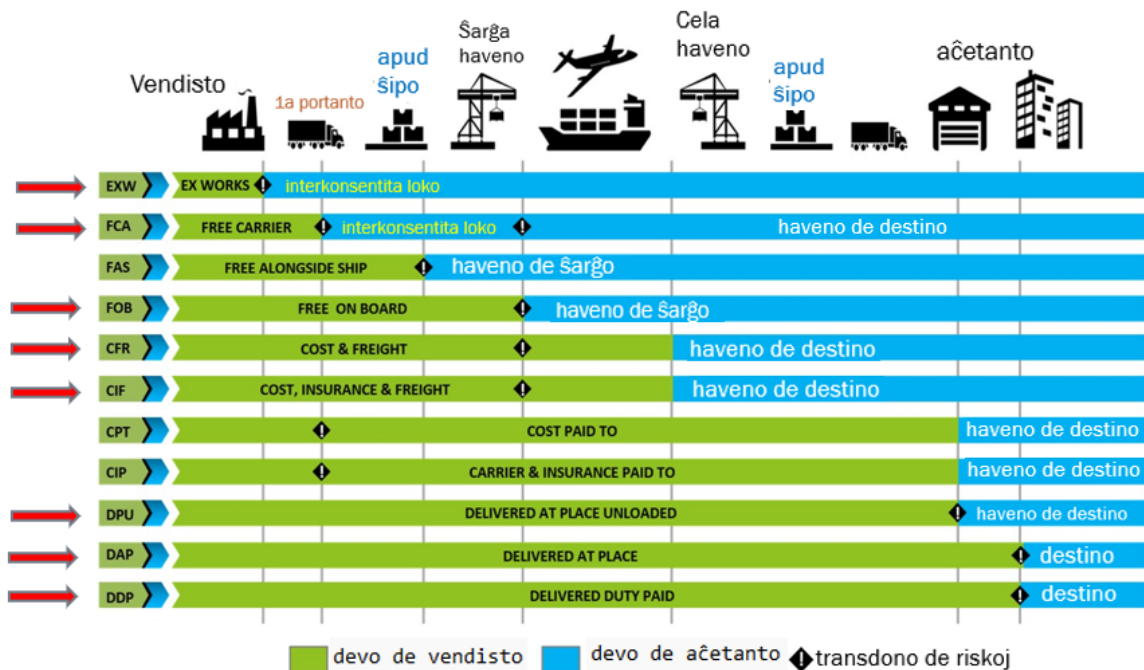 Vendisto
1a portanto
apud
ŝipo
Ŝarĝa
haveno
Cela
haveno
apud
ŝipo
aĉetanto
EXW EX WORKS interkonsentita loko
FCA FREE CARRIER interkonsentita loko haveno de destino
FAS FREE ALONGSIDE SHIP haveno de ŝarĝo
FOB FREE ON BOARD haveno de ŝarĝo
CFR COST & FREIGHT haveno de destino
CIF COST, INSURANCE & FREIGHT haveno de destino
CPT COST PAID TO haveno de destino
CIP CARRIER & INSURANCE PAID TO haveno de destino
DPU DELIVERED AT PLACE UNLOADED haveno de destino
DAP DELIVERED AT PLACE destino
DDP DELIVERED DUTY PAID destino
devo de vendisto devo de aĉetanto transdono de riskoj